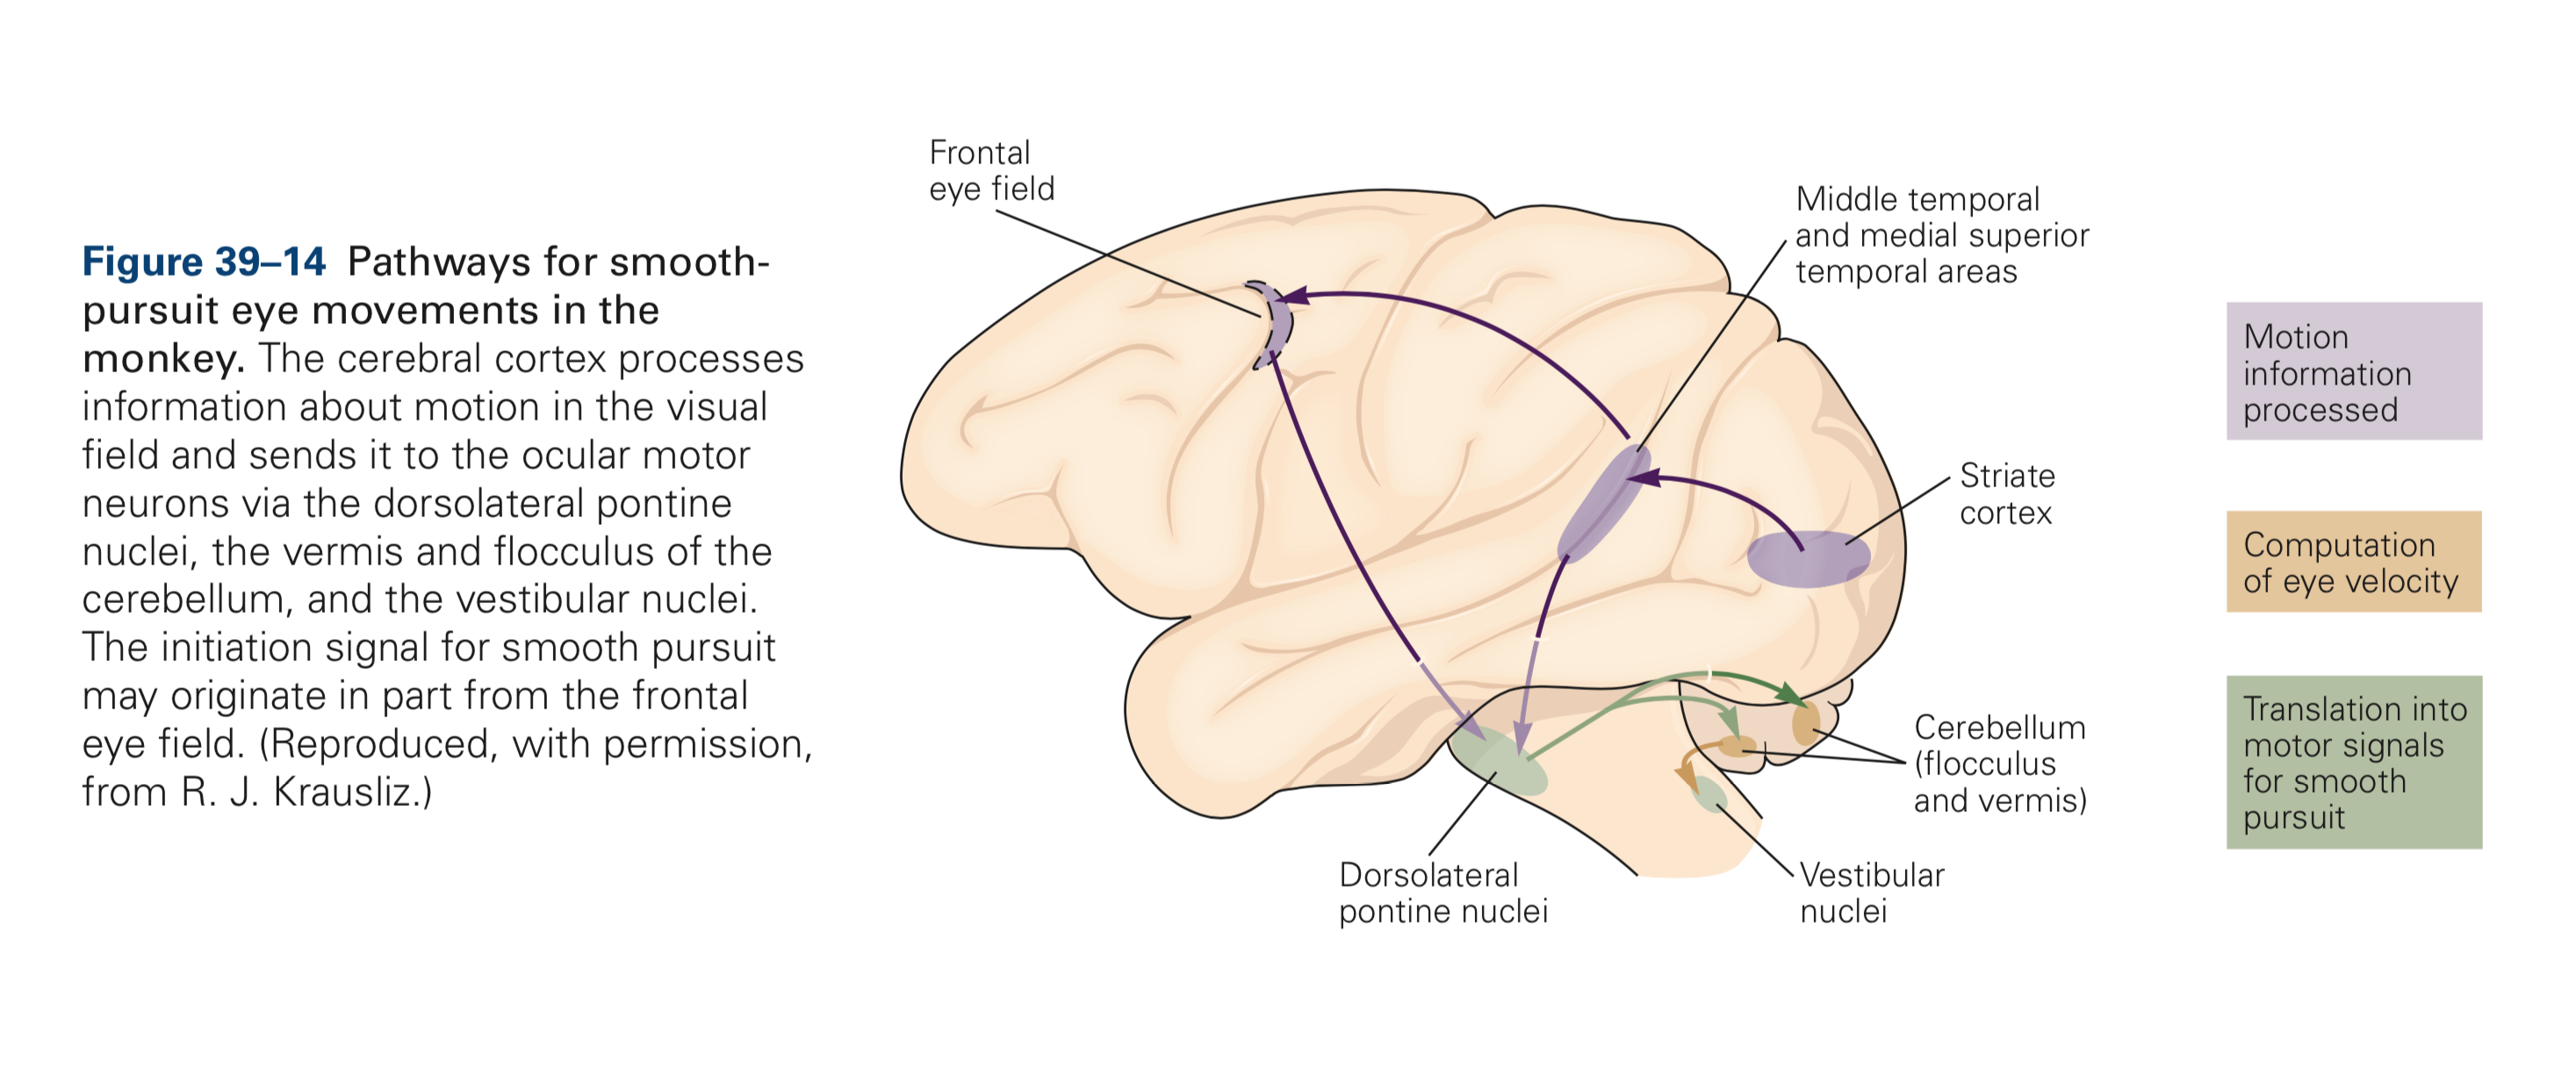 Figure 39–14 Pathways for smooth-
pursuit eye movements in the
monkey. The cerebral cortex processes
information about motion in the visual
field and sends it to the ocular motor
neurons via the dorsolateral pontine
nuclei, the vermis and flocculus of the
cerebellum, and the vestibular nuclei.
The initiation signal for smooth pursuit
may originate in part from the frontal
eye field. (Reproduced, with permission,
from R. J. Krausliz.)
Frontal
eye field
Middle temporal
and medial superior
temporal areas
Striate
cortex
Cerebellum
(flocculus
and vermis)
Dorsolateral
pontine nuclei
Vestibular
nuclei
Motion
information
processed
Computation
of eye velocity
Translation into
motor signals
for smooth
pursuit